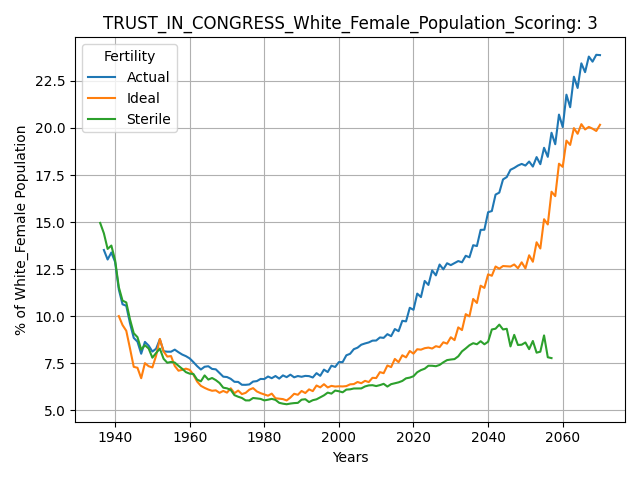 TRUST_IN_CONGRESS_White_Female_Population_Scoring: 3
Fertility
Actual
Ideal
Sterile
% of White_Female Population
22.5
20.0
17.5
15.0
12.5
10.0
7.5
5.0
1940 1960 1980 2000 2020 2040 2060
Years